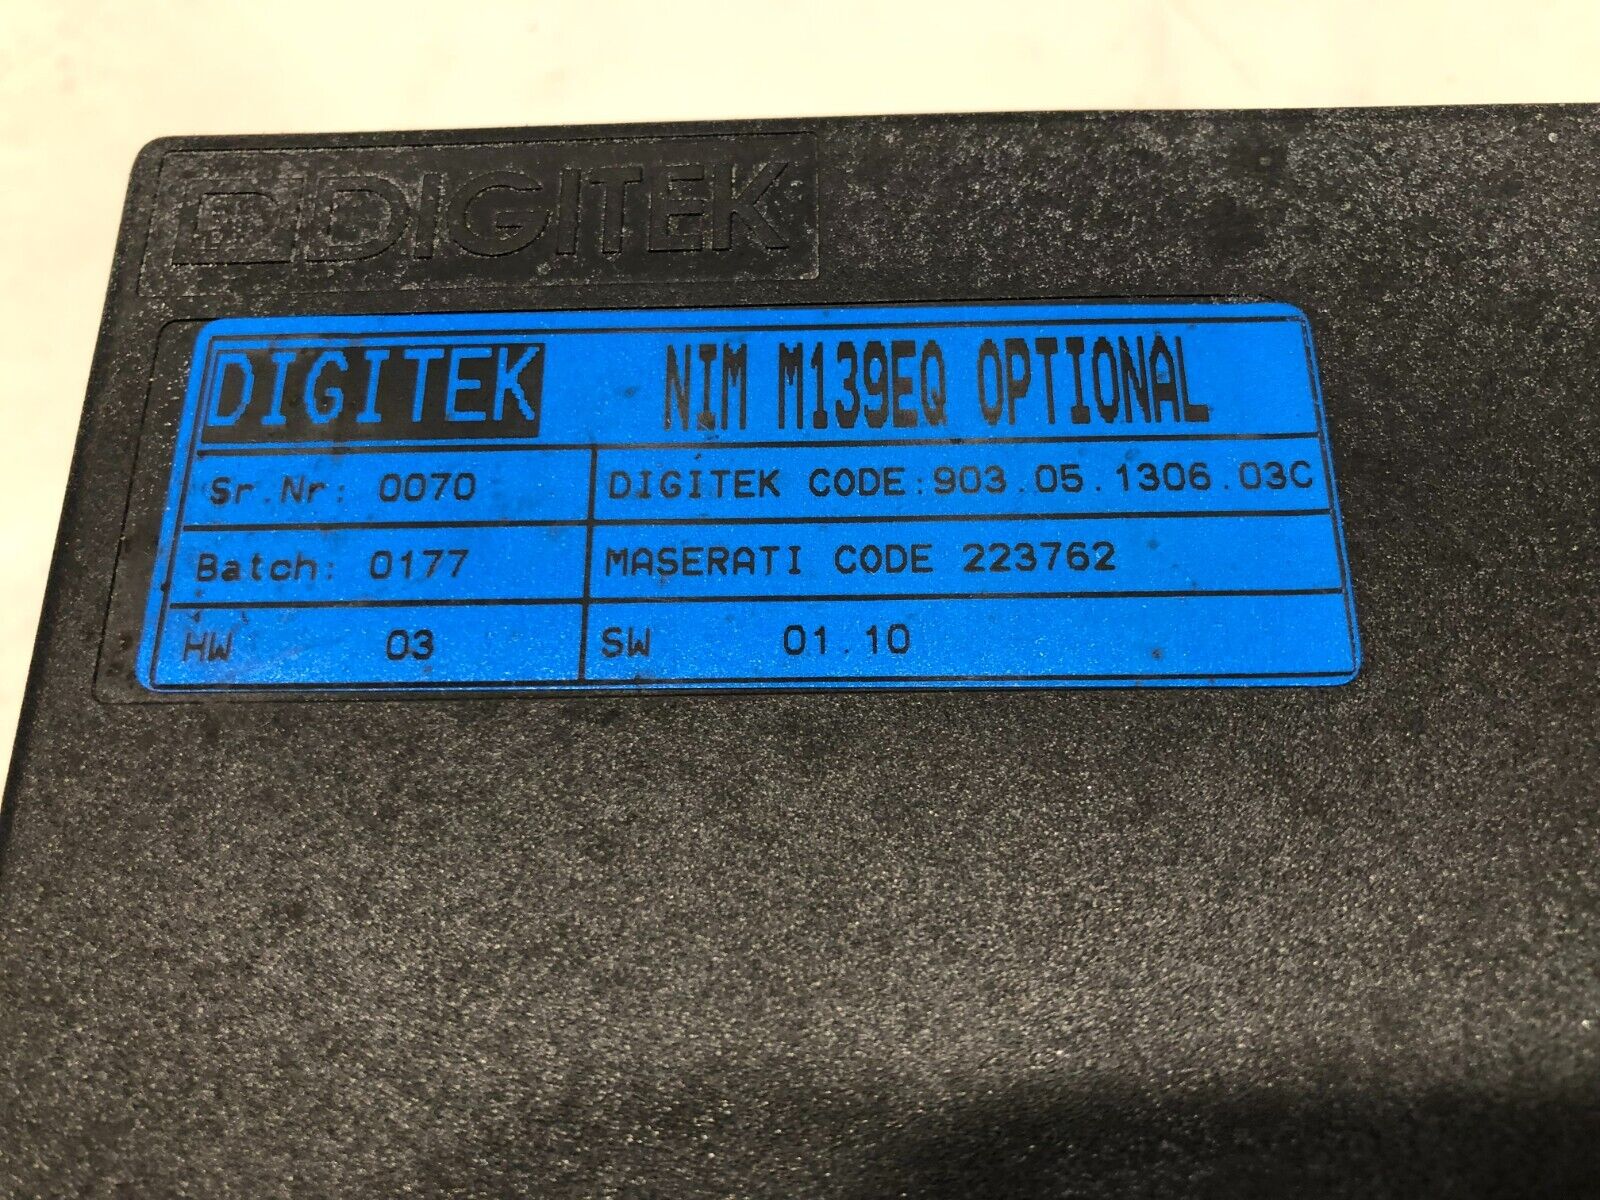 DIGITEK
DIGITEK NIM M139EQ OPTIONAL
Sr.Nr: 0070 DIGITEK CODE:903.05.1306.03C
Batch: 0177 MASERATI CODE 223762
HW 03 SW 01.10